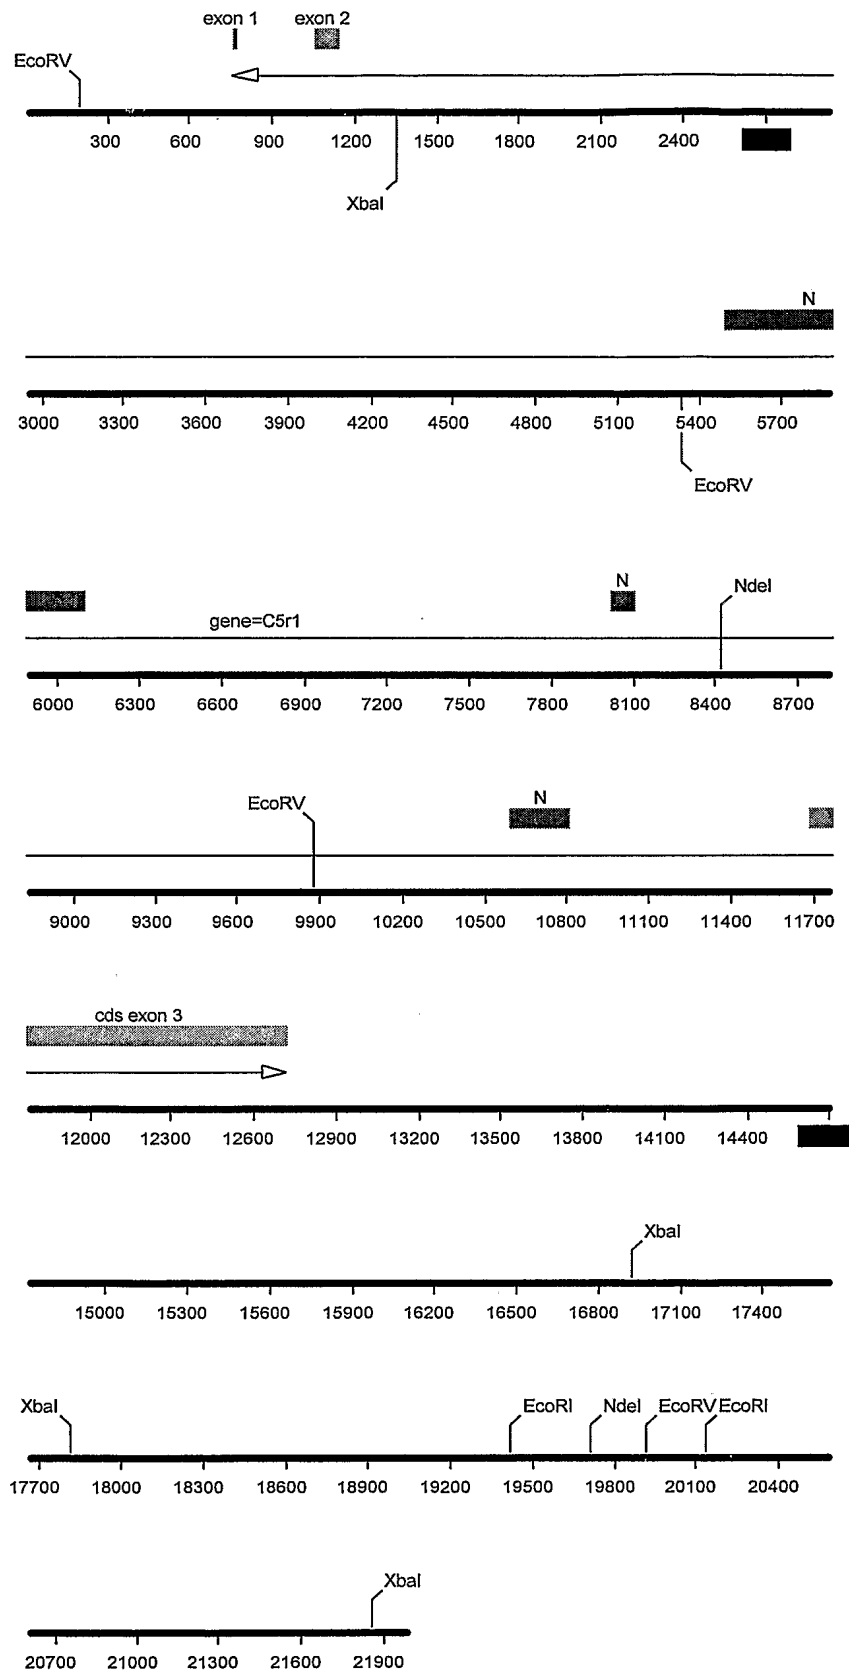 exon 1 exon 2
EcoRV
300 600 900 1200 1500 1800 2100 2400
XbaI
N
3000 3300 3600 3900 4200 4500 4800 5100 5400 5700
EcoRV
N NdeI
gene=C5r1
6000 6300 6600 6900 7200 7500 7800 8100 8400 8700
EcoRV N
9000 9300 9600 9900 10200 10500 10800 11100 11400 11700
cds exon 3
12000 12300 12600 12900 13200 13500 13800 14100 14400
XbaI
15000 15300 15600 15900 16200 16500 16800 17100 17400
XbaI EcoRI NdeI EcoRV EcoRI
17700 18000 18300 18600 18900 19200 19500 19800 20100 20400
XbaI
20700 21000 21300 21600 21900